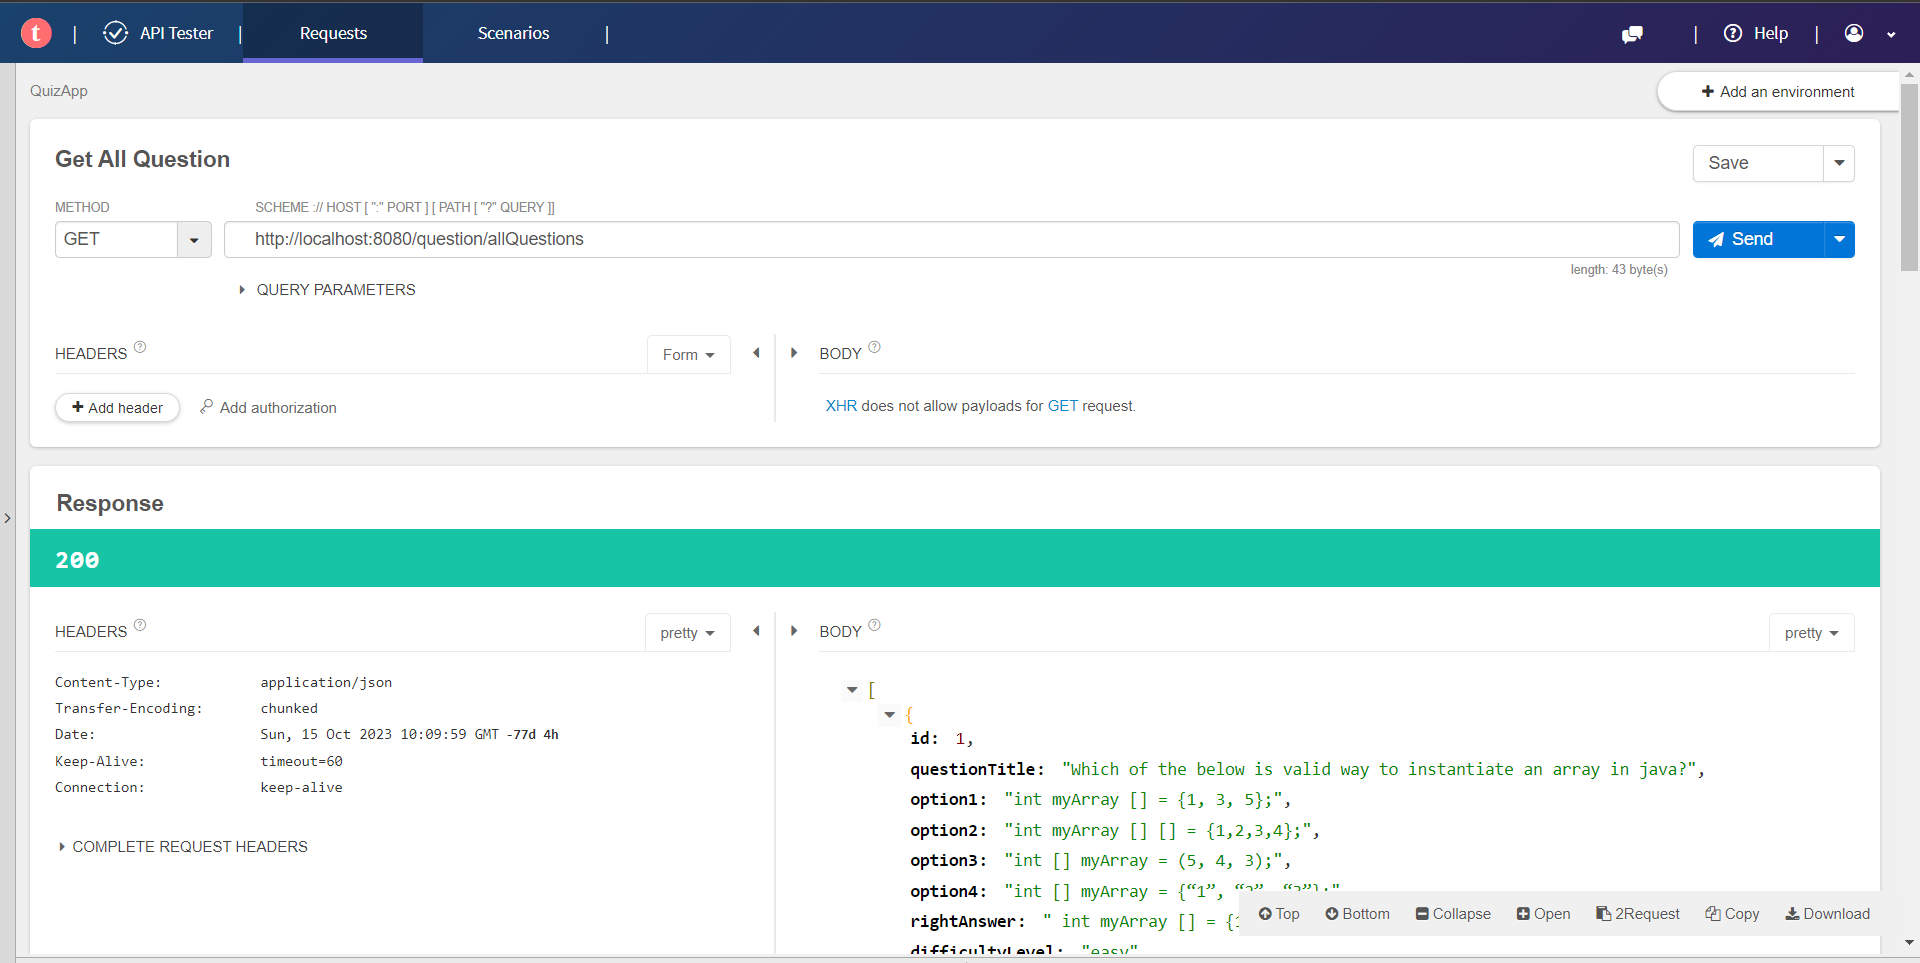 t | API Tester | Requests Scenarios | | Help |
QuizApp
+ Add an environment
Get All Question
Save
METHOD SCHEME :// HOST [ ":" PORT ] [ PATH [ "?" QUERY ]]
GET http://localhost:8080/question/allQuestions Send
length: 43 byte(s)
QUERY PARAMETERS
HEADERS ? Form BODY ?
+ Add header Add authorization XHR does not allow payloads for GET request.
Response
200
HEADERS ? pretty BODY ? pretty
Content-Type: application/json
Transfer-Encoding: chunked
Date: Sun, 15 Oct 2023 10:09:59 GMT -77d 4h
Keep-Alive: timeout=60
Connection: keep-alive
COMPLETE REQUEST HEADERS
[
{
id: 1,
questionTitle: "Which of the below is valid way to instantiate an array in java?",
option1: "int myArray [] = {1, 3, 5};",
option2: "int myArray [] [] = {1,2,3,4};",
option3: "int [] myArray = (5, 4, 3);",
option4: "int [] myArray = {“1”, “2”, “3”};"
rightAnswer: " int myArray [] = {1
difficultyLevel: "easy"
Top Bottom Collapse Open 2Request Copy Download